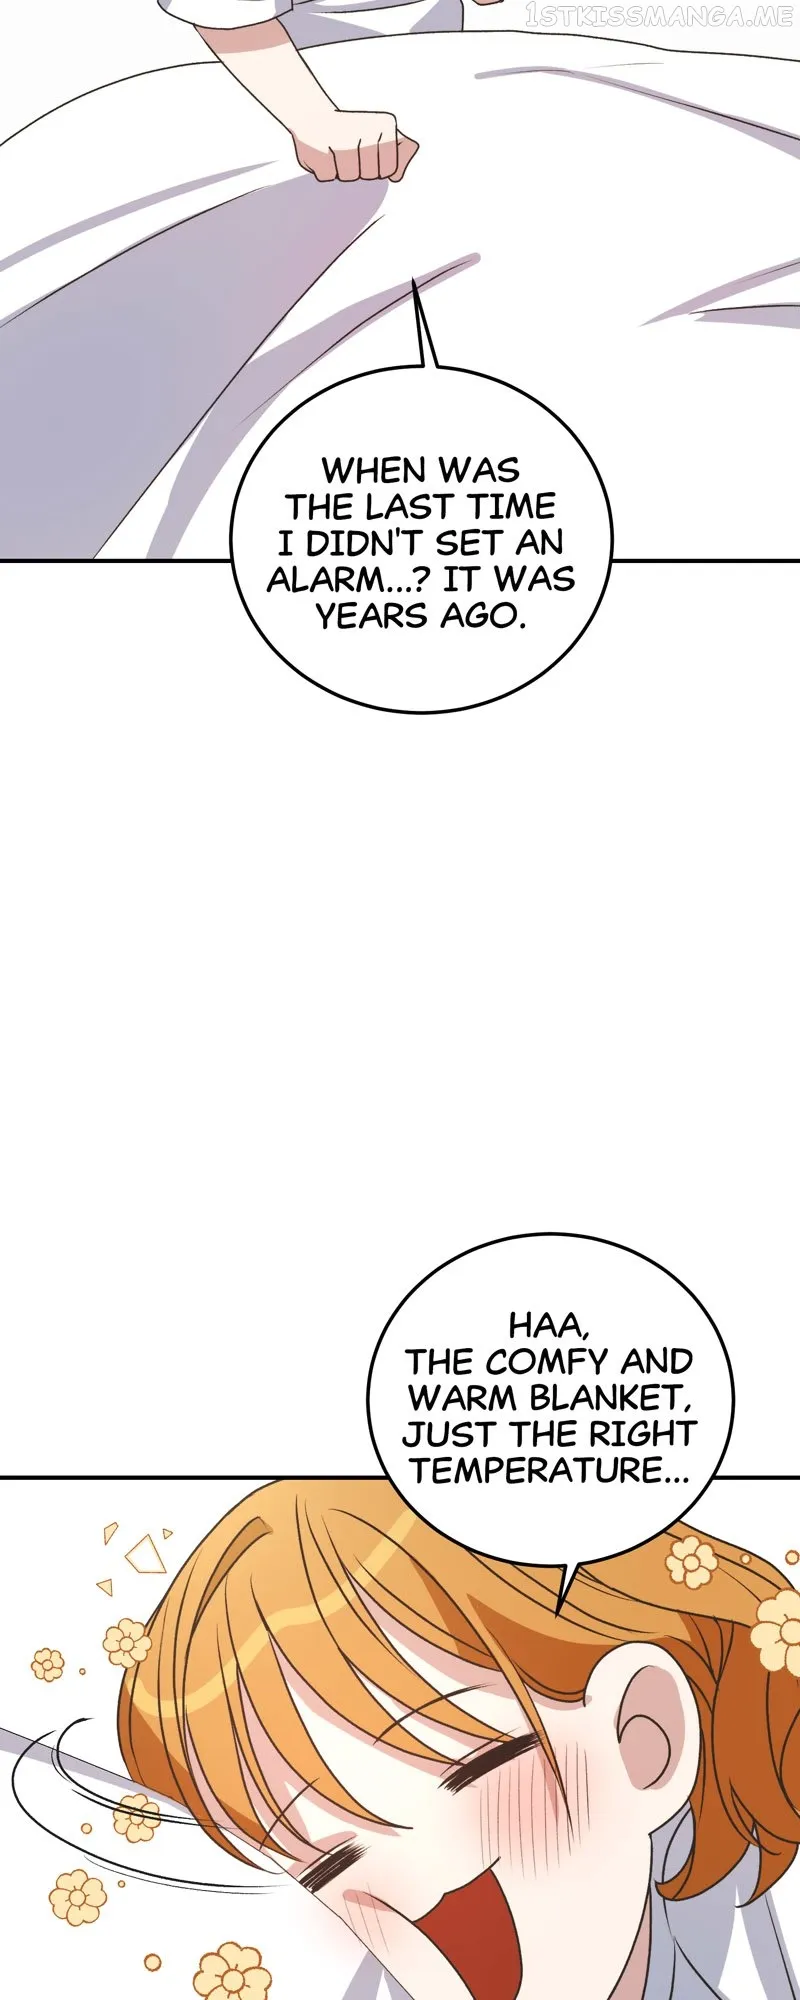 1STKISSMANGA.ME
WHEN WAS
THE LAST TIME
I DIDN'T SET AN
ALARM...? IT WAS
YEARS AGO.
HAA,
THE COMFY AND
WARM BLANKET,
JUST THE RIGHT
TEMPERATURE...